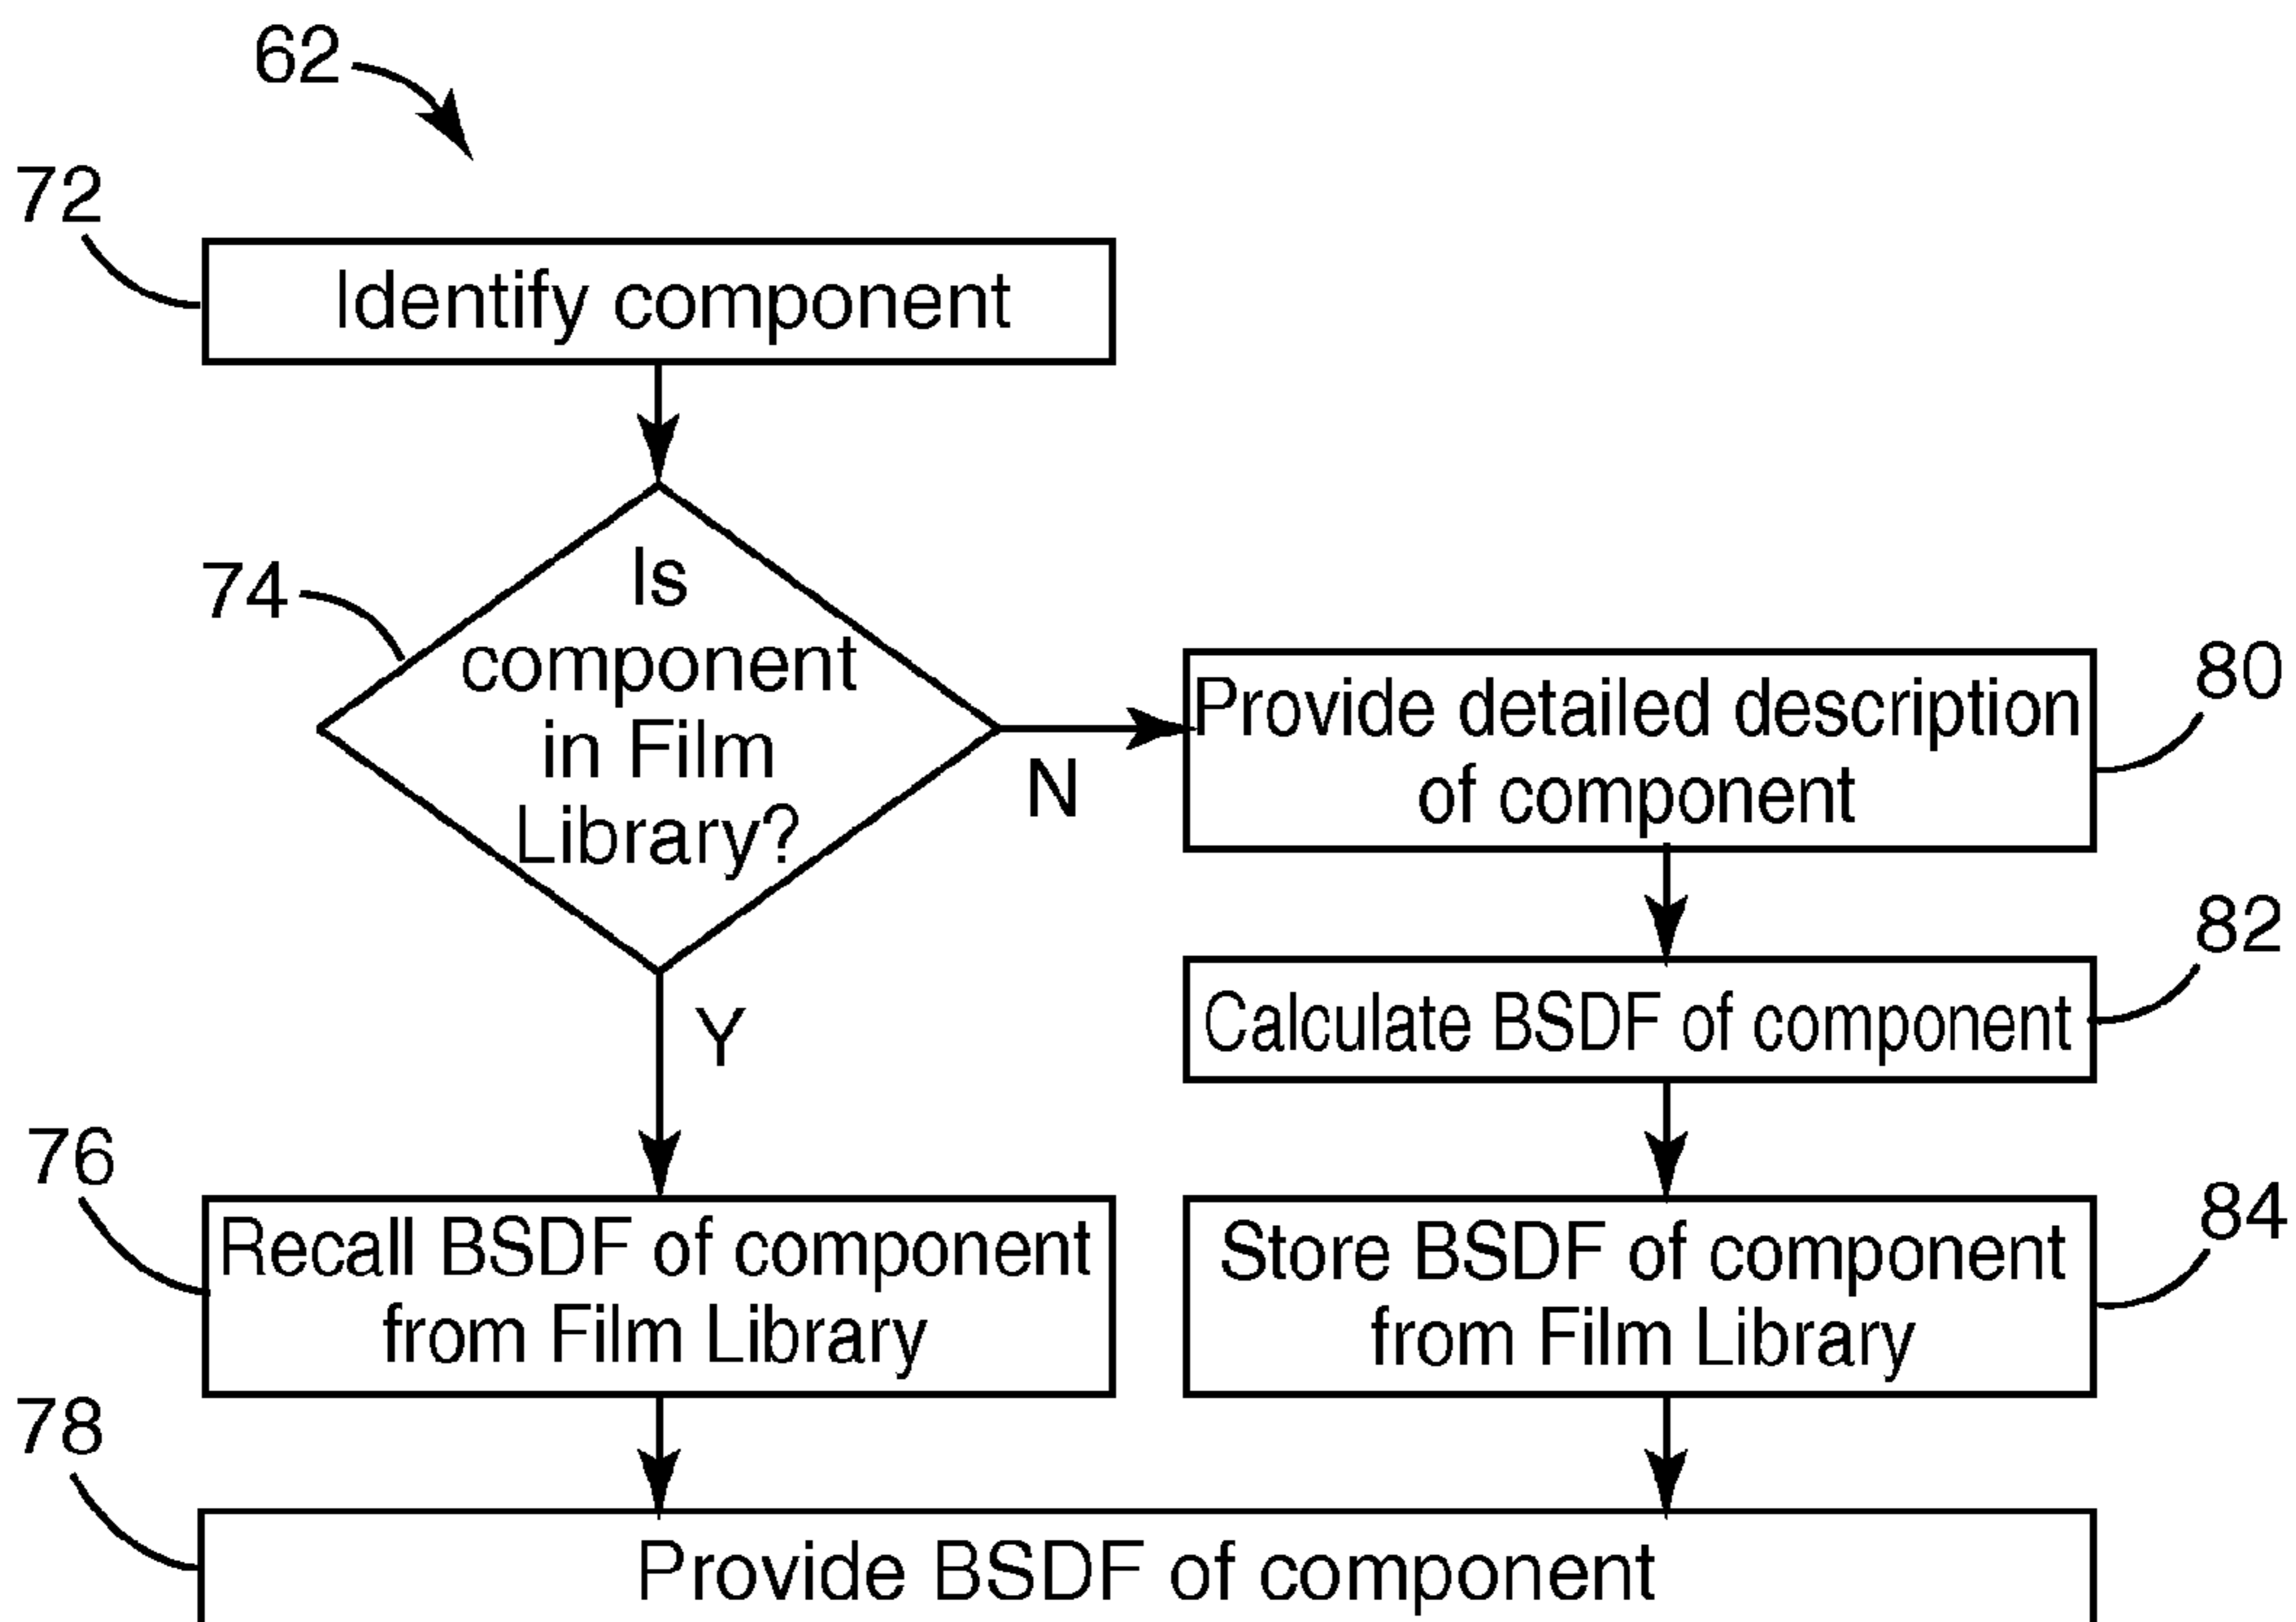 62
72
Identify component
74
Is
component
in Film
Library?
N
Y
80
Provide detailed description
of component
82
Calculate BSDF of component
76
Recall BSDF of component
from Film Library
84
Store BSDF of component
from Film Library
78
Provide BSDF of component